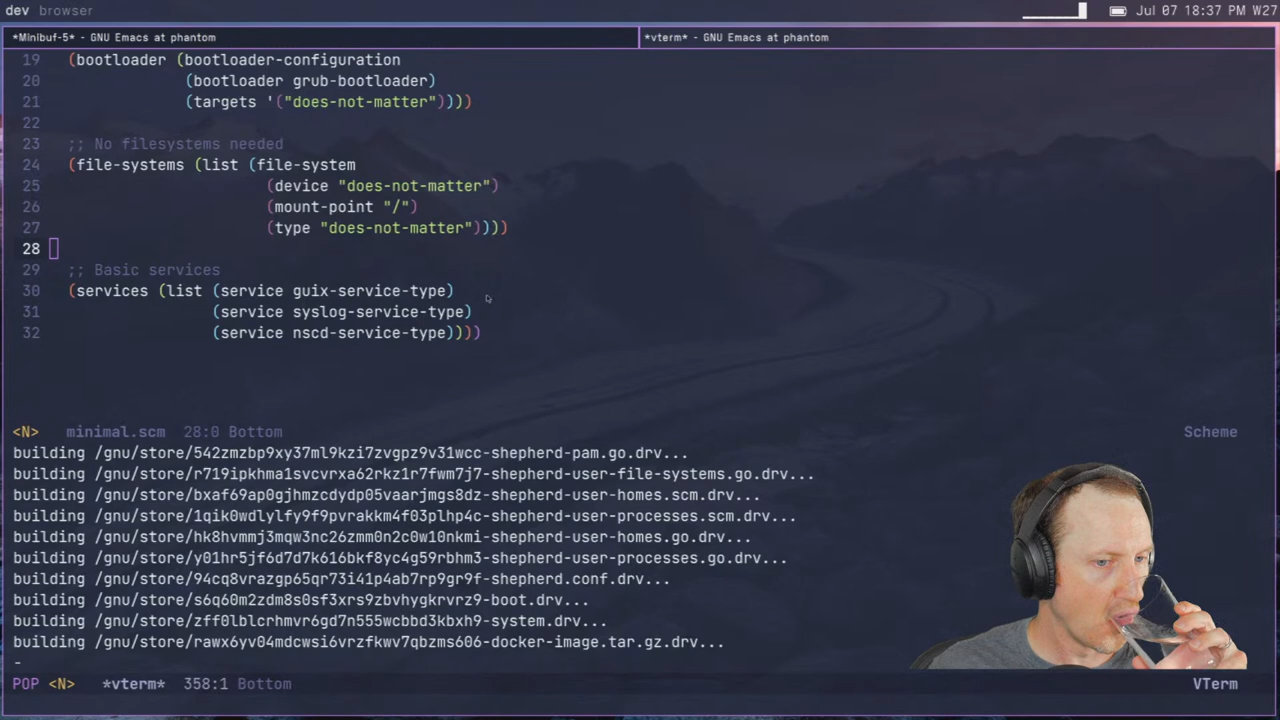 dev browser
Jul 07 18:37 PM W27
*Minibuf-5* - GNU Emacs at phantom
*vterm* - GNU Emacs at phantom
19 (bootloader (bootloader-configuration
20 (bootloader grub-bootloader)
21 (targets '("does-not-matter"))))
22
23 ;; No filesystems needed
24 (file-systems (list (file-system
25 (device "does-not-matter")
26 (mount-point "/")
27 (type "does-not-matter"))))
28
29 ;; Basic services
30 (services (list (service guix-service-type)
31 (service syslog-service-type)
32 (service nscd-service-type))))
<N> minimal.scm 28:0 Bottom Scheme
building /gnu/store/542zmzbp9xy37ml9kzi7zvgpz9v31wcc-shepherd-pam.go.drv...
building /gnu/store/r719ipkhma1svcvrxa62rkz1r7fwm7j7-shepherd-user-file-systems.go.drv...
building /gnu/store/bxaf69ap0gjhmzcdydp05vaarjmgs8dz-shepherd-user-homes.scm.drv...
building /gnu/store/1qik0wdlylfy9f9pvrakkm4f03plhp4c-shepherd-user-processes.scm.drv...
building /gnu/store/hk8hvmmj3mqw3nc26zmm0n2c0w10nkmi-shepherd-user-homes.go.drv...
building /gnu/store/y01hr5jf6d7d7k616bkf8yc4g59rbhm3-shepherd-user-processes.go.drv...
building /gnu/store/94cq8vrazgp65qr73i41p4ab7rp9gr9f-shepherd.conf.drv...
building /gnu/store/s6q60m2zdm8s0sf3xrs9zbvhygkrvrz9-boot.drv...
building /gnu/store/zff0lblcrhmvr6gd7n555wcbbd3kbxh9-system.drv...
building /gnu/store/rawx6yv04mdcwsi6vrzfkwv7qbzms606-docker-image.tar.gz.drv...
-
POP <N> *vterm* 358:1 Bottom VTerm